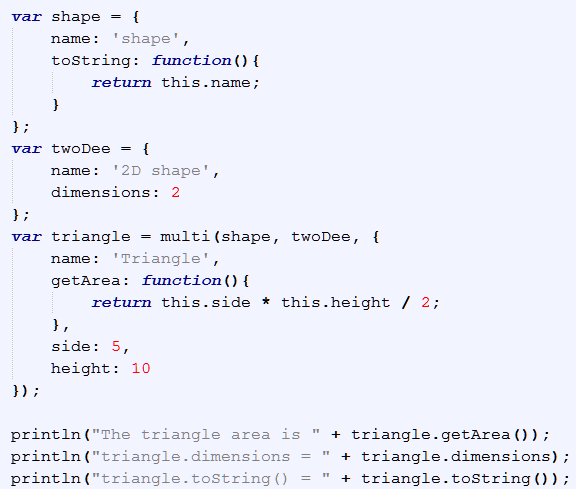 var shape = {
    name: 'shape',
    toString: function(){
        return this.name;
    }
};
var twoDee = {
    name: '2D shape',
    dimensions: 2
};
var triangle = multi(shape, twoDee, {
    name: 'Triangle',
    getArea: function(){
        return this.side * this.height / 2;
    },
    side: 5,
    height: 10
});

println("The triangle area is " + triangle.getArea());
println("triangle.dimensions = " + triangle.dimensions);
println("triangle.toString() = " + triangle.toString());